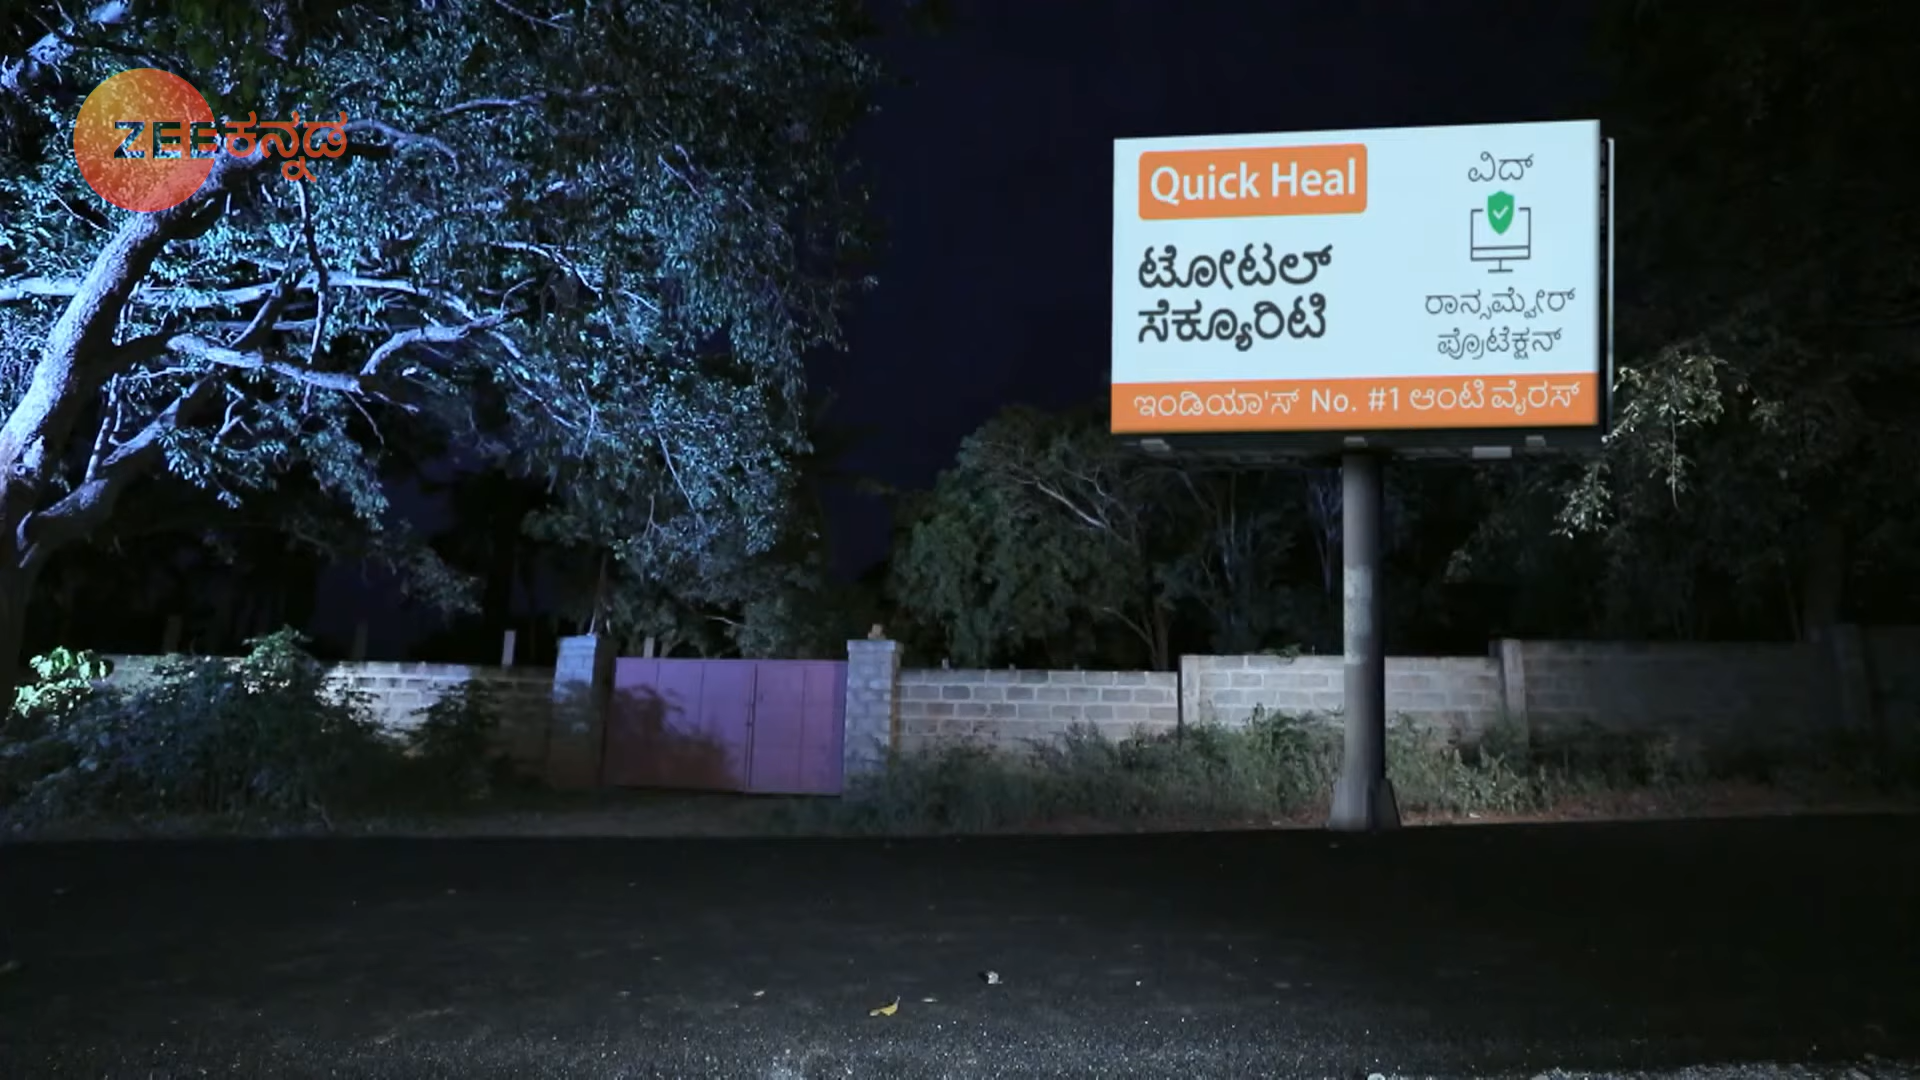 ZEEಕನ್ನಡ
Quick Heal
ಟೋಟಲ್
ಸೆಕ್ಯೂರಿಟಿ
ವಿದ್
ರಾನ್ಸಮ್ವೇರ್
ಪ್ರೊಟೆಕ್ಷನ್
ಇಂಡಿಯಾ'ಸ್ No. #1 ಆಂಟಿ ವೈರಸ್